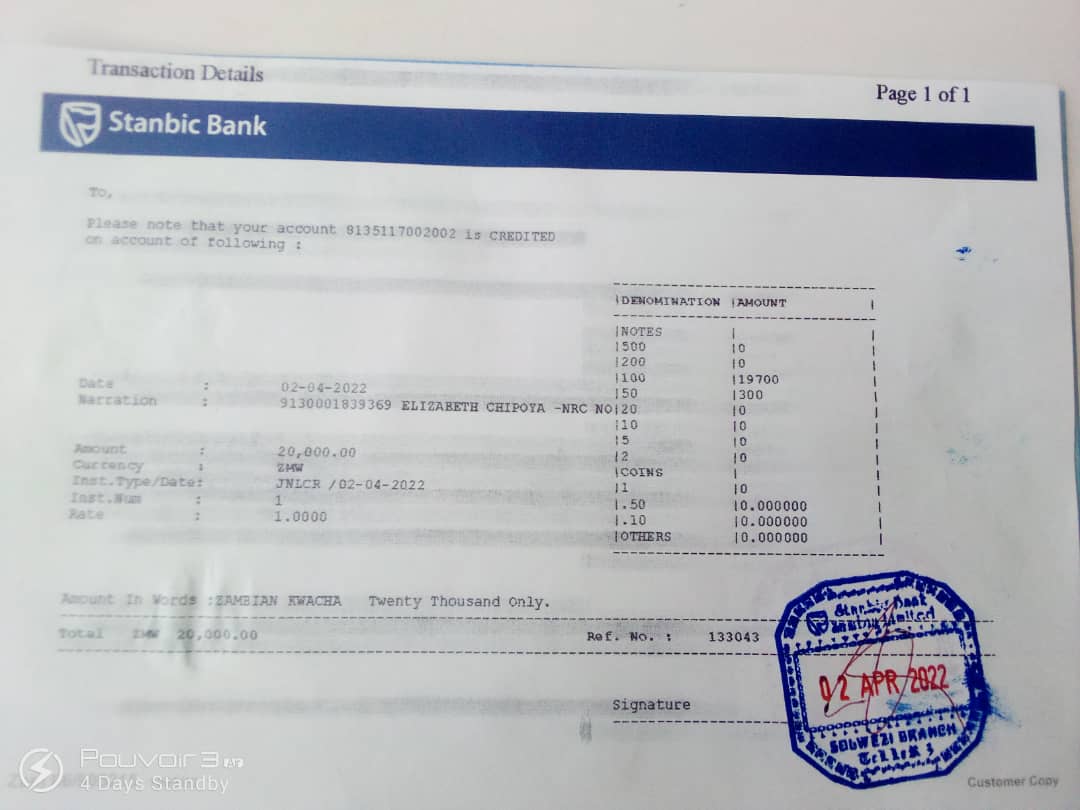 Transaction Details
Page 1 of 1
Stanbic Bank
To,
Please note that your account 8135117002002 is CREDITED
on account of following :
|DENOMINATION |AMOUNT |
|NOTES | |
|500 |0 |
|200 |0 |
|100 |19700 |
|50 |300 |
|20 |0 |
|10 |0 |
|5 |0 |
|2 |0 |
|COINS | |
|1 |0 |
|.50 |0.000000 |
|.10 |0.000000 |
|OTHERS |0.000000 |
Date : 02-04-2022
Narration : 9130001839369 ELIZABETH CHIPOYA -NRC NO
Amount : 20,000.00
Currency : ZMW
Inst.Type/Date: JNLCR /02-04-2022
Inst.Num : 1
Rate : 1.0000
Amount In Words :ZAMBIAN KWACHA Twenty Thousand Only.
Total ZMW 20,000.00 Ref. No. : 133043
Signature
Stanbic Bank
Zambia Limited
02 APR 2022
SOLWEZI BRANCH
Customer Copy
Pouvoir 3 AIR
4 Days Standby